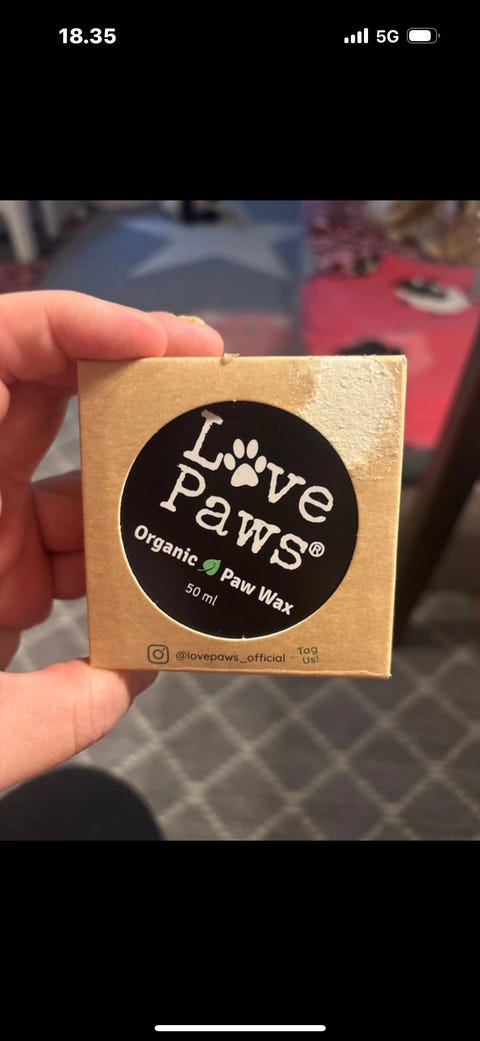 18.35
5G
Love
Paws®
Organic Paw Wax
50 ml
@lovepaws_official - Tag
Us!